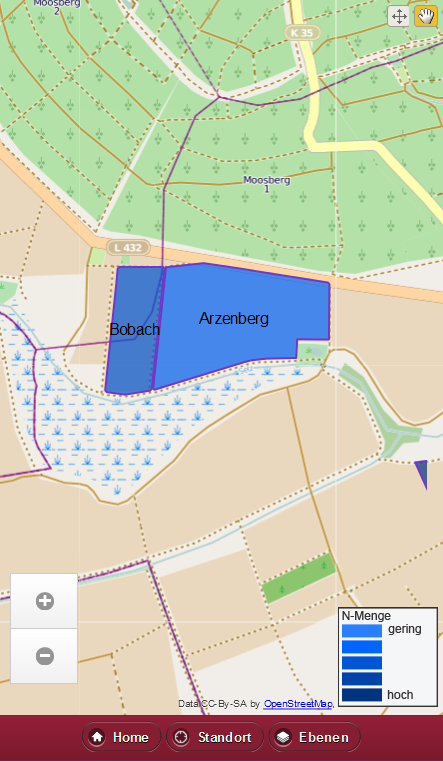 Moosberg
2
K 35
Moosberg
1
L 432
Bobach
Arzenberg
N-Menge
gering
hoch
Data CC-By-SA by OpenStreetMap,
Home
Standort
Ebenen